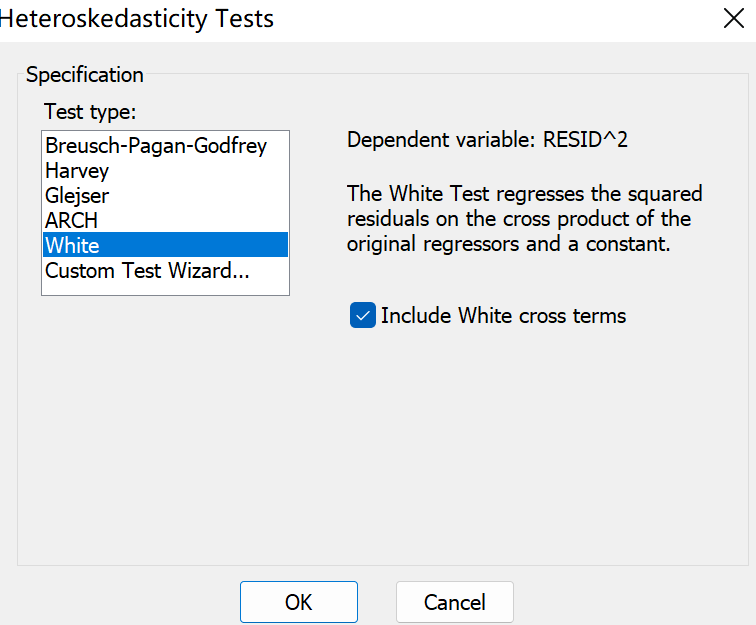 Heteroskedasticity Tests
Specification
Test type:
Breusch-Pagan-Godfrey
Harvey
Glejser
ARCH
White
Custom Test Wizard...
Dependent variable: RESID^2
The White Test regresses the squared
residuals on the cross product of the
original regressors and a constant.
Include White cross terms
OK
Cancel